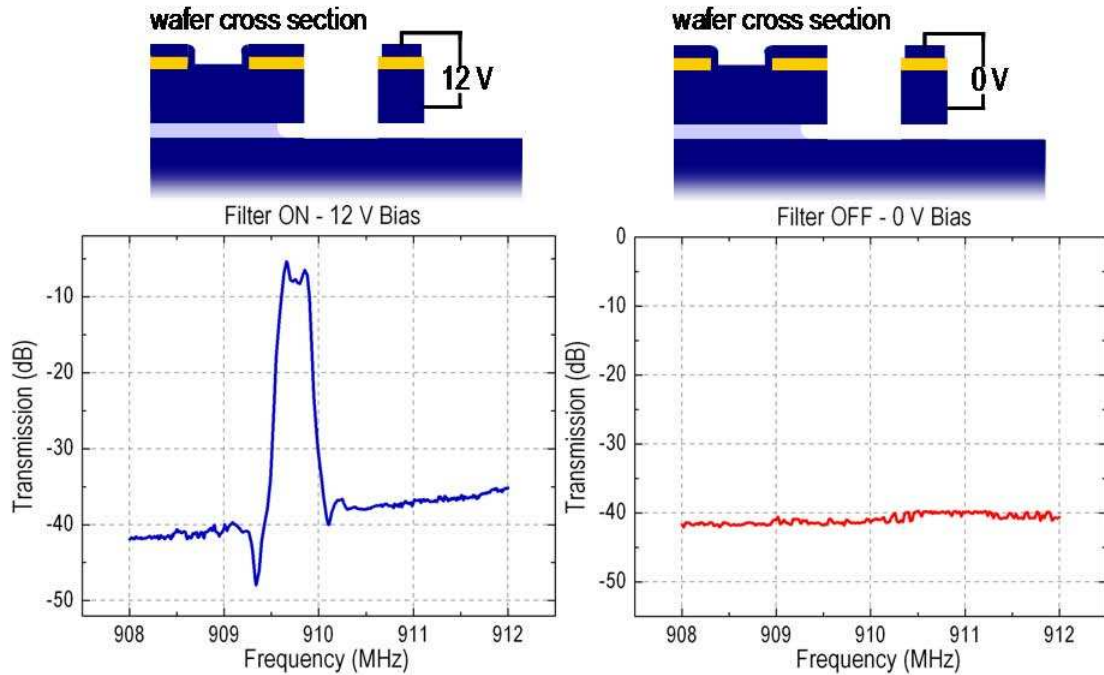 wafer cross section
12 V
Filter ON - 12 V Bias
-10
-20
-30
-40
-50
Transmission (dB)
908
909
910
911
912
Frequency (MHz)
wafer cross section
0 V
Filter OFF - 0 V Bias
0
-10
-20
-30
-40
-50
Transmission (dB)
908
909
910
911
912
Frequency (MHz)